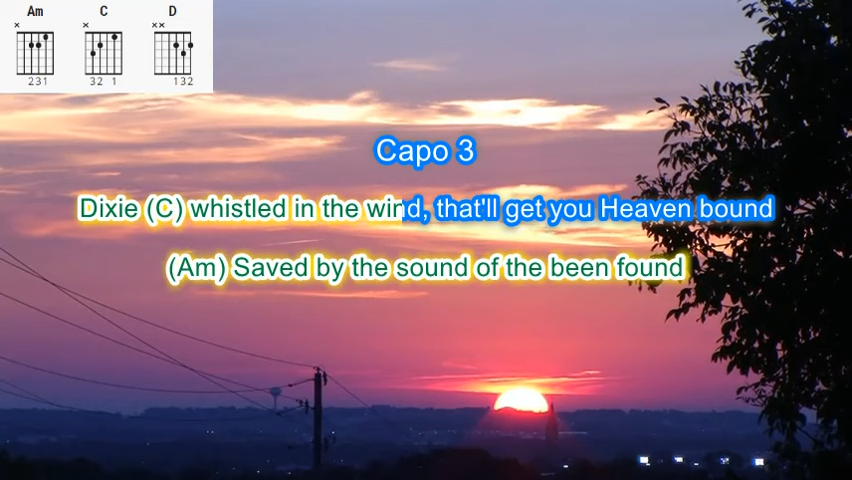 Am C D
x x xx
231 32 1 132
Capo 3
Dixie (C) whistled in the wind, that'll get you Heaven bound
(Am) Saved by the sound of the been found